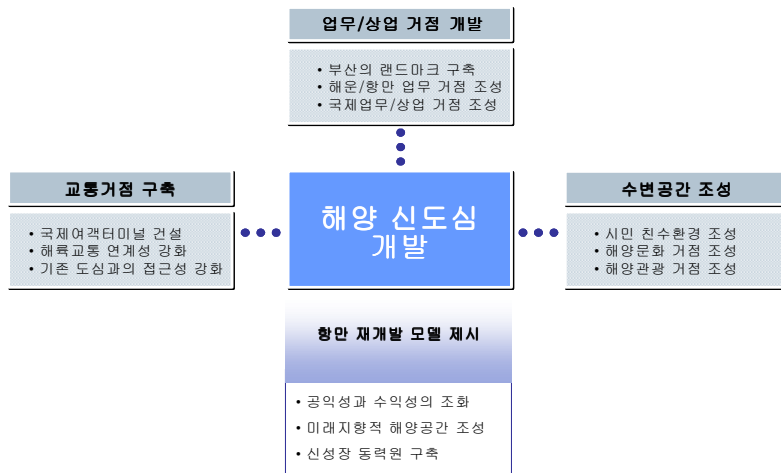 업무/상업 거점 개발
• 부산의 랜드마크 구축
• 해운/항만 업무 거점 조성
• 국제업무/상업 거점 조성
교통거점 구축
• 국제여객터미널 건설
• 해륙교통 연계성 강화
• 기존 도심과의 접근성 강화
해양 신도심
개발
수변공간 조성
• 시민 친수환경 조성
• 해양문화 거점 조성
• 해양관광 거점 조성
항만 재개발 모델 제시
• 공익성과 수익성의 조화
• 미래지향적 해양공간 조성
• 신성장 동력원 구축